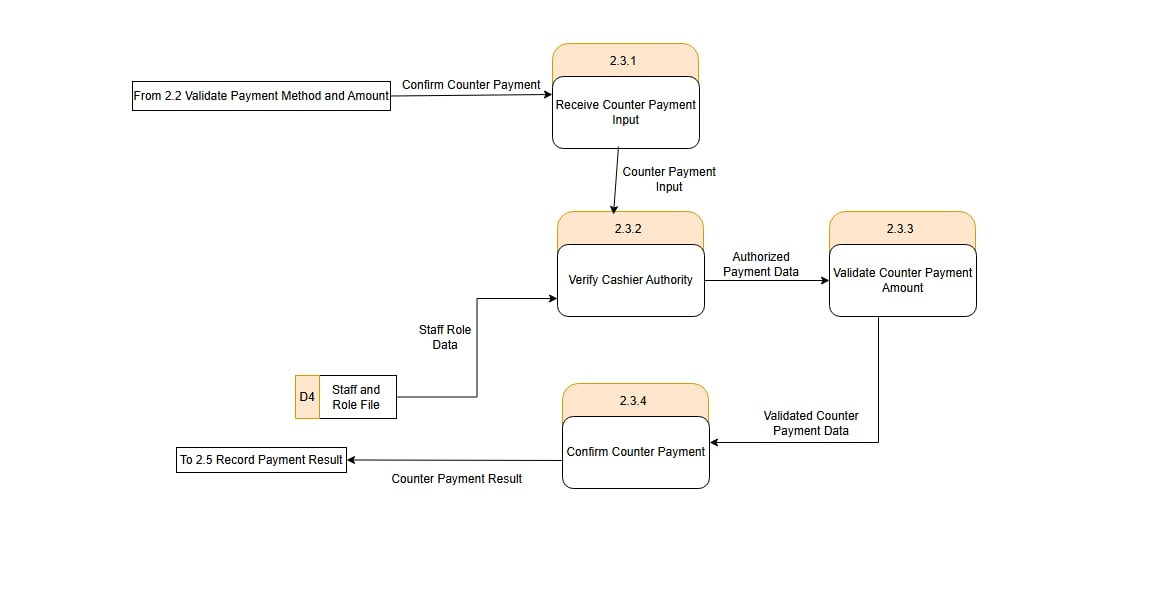 2.3.1
From 2.2 Validate Payment Method and Amount
Confirm Counter Payment
Receive Counter Payment
Input
Counter Payment
Input
2.3.2
2.3.3
Verify Cashier Authority
Authorized
Payment Data
Validate Counter Payment
Amount
Staff Role
Data
D4
Staff and
Role File
2.3.4
Validated Counter
Payment Data
Confirm Counter Payment
To 2.5 Record Payment Result
Counter Payment Result